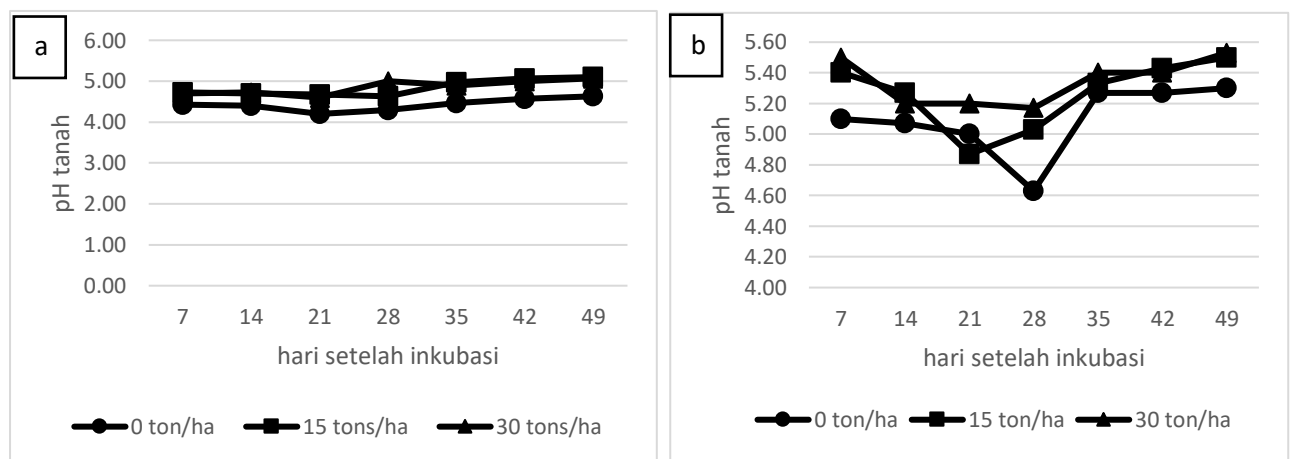 a
6.00
5.00
4.00
3.00
2.00
1.00
0.00
pH tanah
7 14 21 28 35 42 49
hari setelah inkubasi
0 ton/ha 15 tons/ha 30 tons/ha
b
5.60
5.40
5.20
5.00
4.80
4.60
4.40
4.20
4.00
pH tanah
7 14 21 28 35 42 49
hari setelah inkubasi
0 ton/ha 15 ton/ha 30 ton/ha